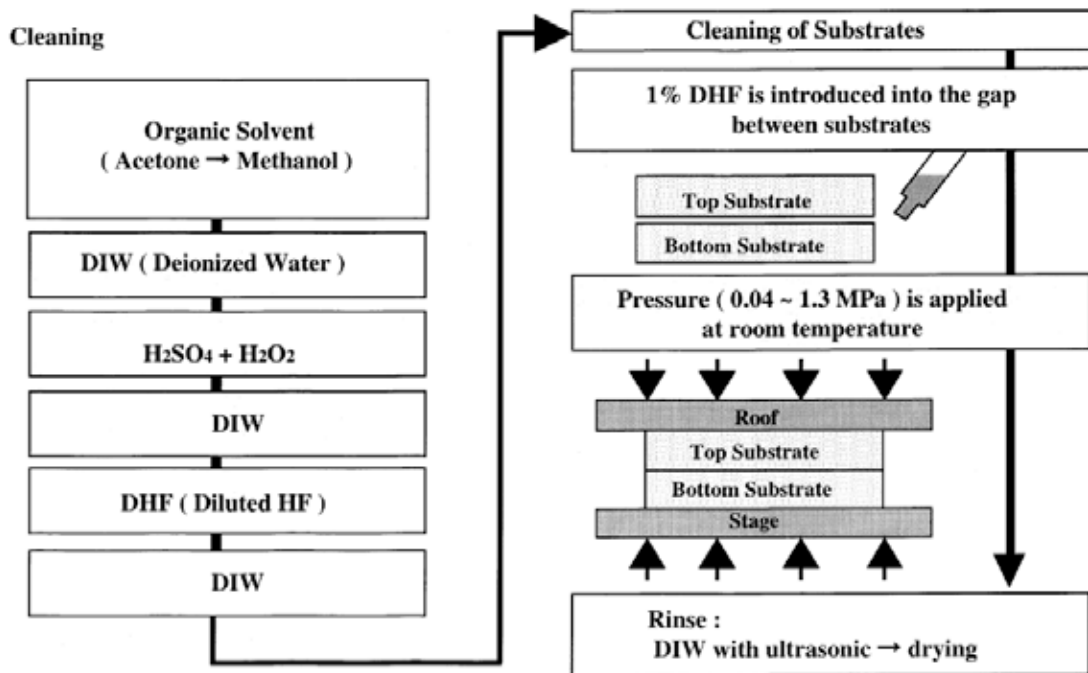 Cleaning
Organic Solvent
( Acetone → Methanol )
DIW ( Deionized Water )
H2SO4 + H2O2
DIW
DHF ( Diluted HF )
DIW
Cleaning of Substrates
1% DHF is introduced into the gap
between substrates
Top Substrate
Bottom Substrate
Pressure ( 0.04 ~ 1.3 MPa ) is applied
at room temperature
Roof
Top Substrate
Bottom Substrate
Stage
Rinse :
DIW with ultrasonic → drying